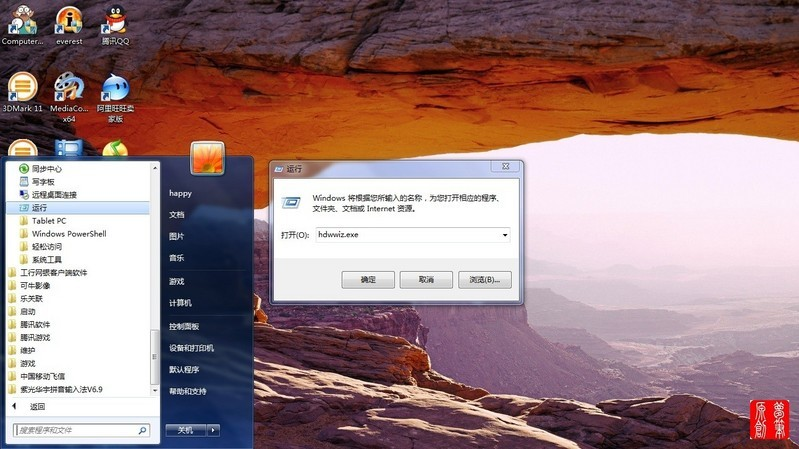 Computer...
everest
腾讯QQ
3DMark 11
MediaCo...
x64
阿里旺旺卖
家版
同步中心
写字板
远程桌面连接
运行
Tablet PC
Windows PowerShell
轻松访问
系统工具
工行网银客户端软件
可牛影像
乐关联
启动
腾讯软件
腾讯游戏
维护
游戏
中国移动飞信
紫光华宇拼音输入法V6.9
返回
搜索程序和文件
happy
文档
图片
音乐
游戏
计算机
控制面板
设备和打印机
默认程序
帮助和支持
关机
运行
Windows 将根据您所输入的名称，为您打开相应的程序、
文件夹、文档或 Internet 资源。
打开(O): hdwwiz.exe
确定 取消 浏览(B)...
原創